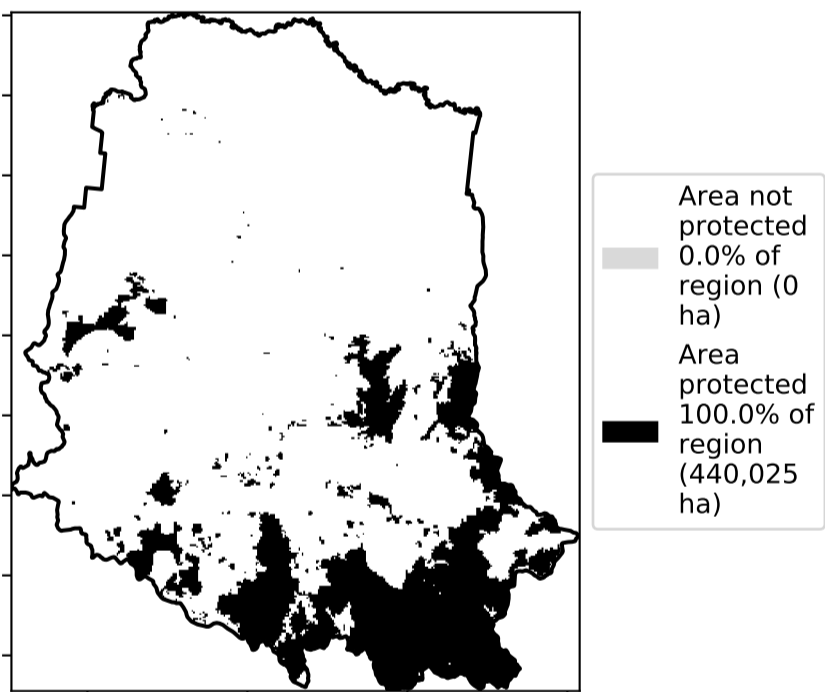 Area not
protected
0.0% of
region (0
ha)
Area
protected
100.0% of
region
(440,025
ha)